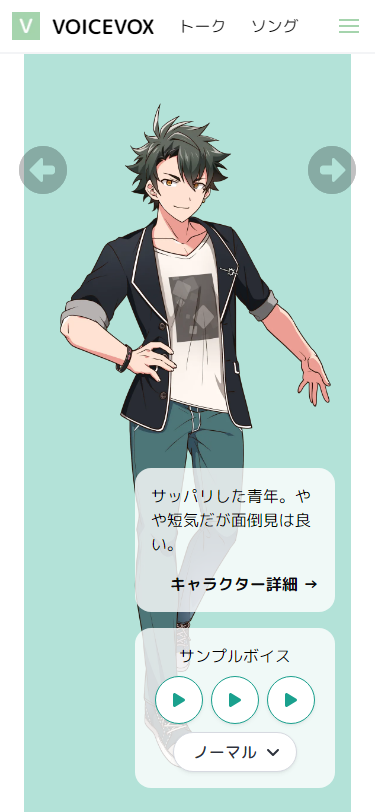 V VOICEVOX トーク ソング
サッパリした青年。や
や短気だが面倒見は良
い。
キャラクター詳細 →
サンプルボイス
ノーマル